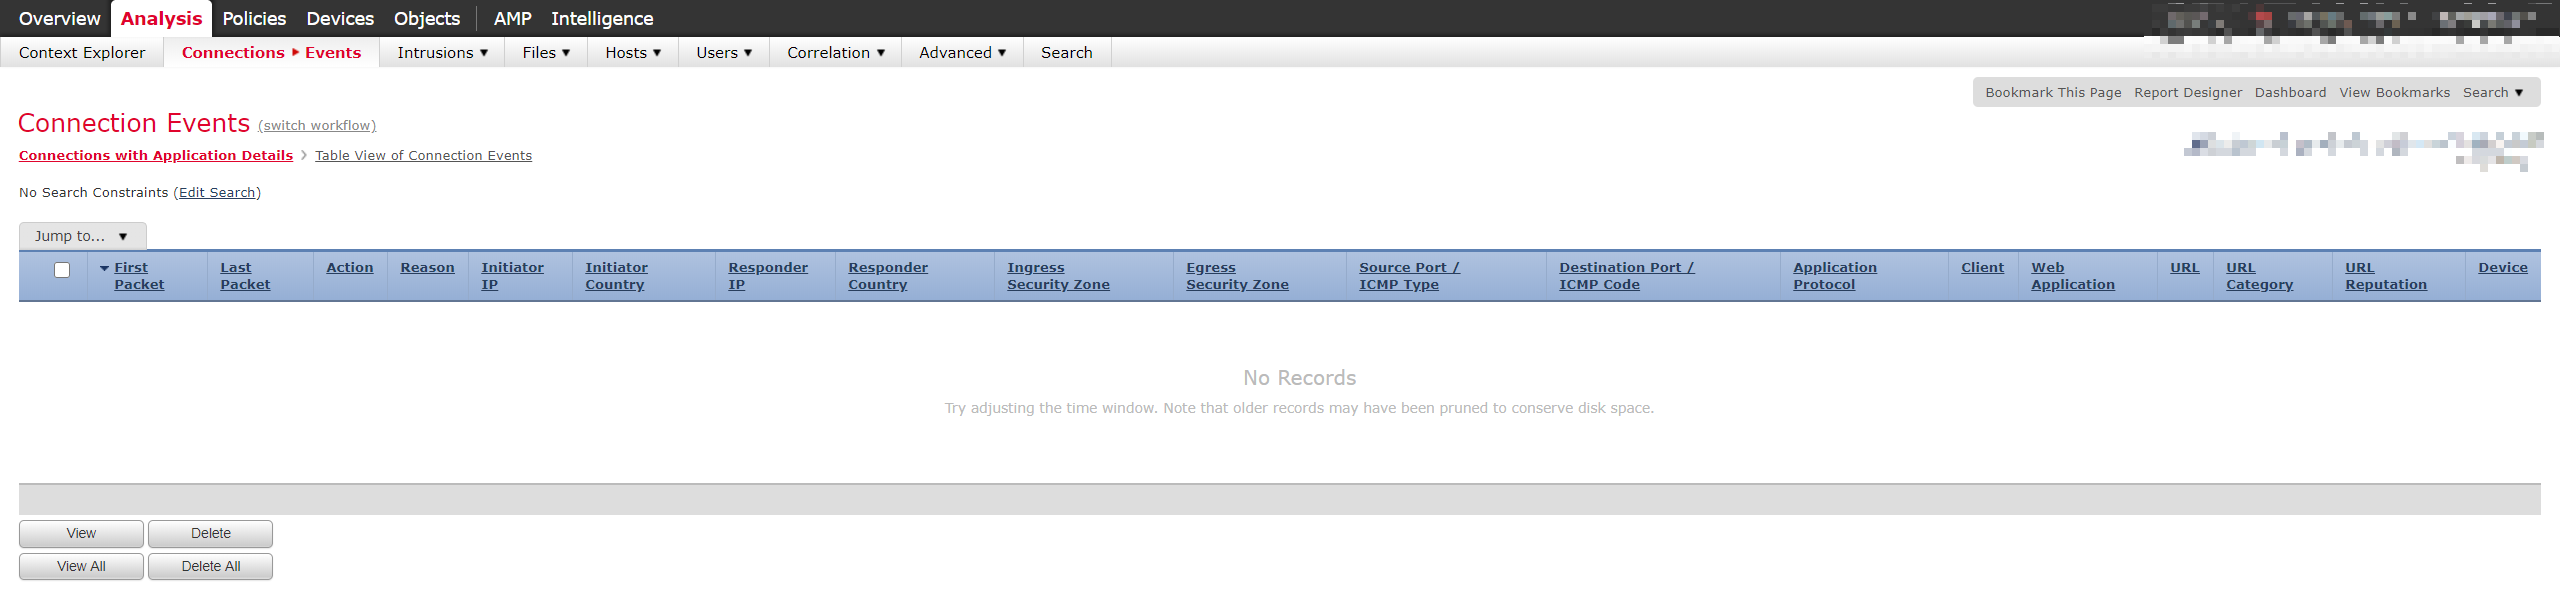 Overview Analysis Policies Devices Objects AMP Intelligence
Context Explorer Connections ▸ Events Intrusions ▼ Files ▼ Hosts ▼ Users ▼ Correlation ▼ Advanced ▼ Search
Bookmark This Page Report Designer Dashboard View Bookmarks Search ▼
Connection Events (switch workflow)
Connections with Application Details > Table View of Connection Events
No Search Constraints (Edit Search)
Jump to... ▼
First Packet Last Packet Action Reason Initiator IP Initiator Country Responder IP Responder Country Ingress Security Zone Egress Security Zone Source Port / ICMP Type Destination Port / ICMP Code Application Protocol Client Web Application URL URL Category URL Reputation Device
No Records
Try adjusting the time window. Note that older records may have been pruned to conserve disk space.
View Delete
View All Delete All